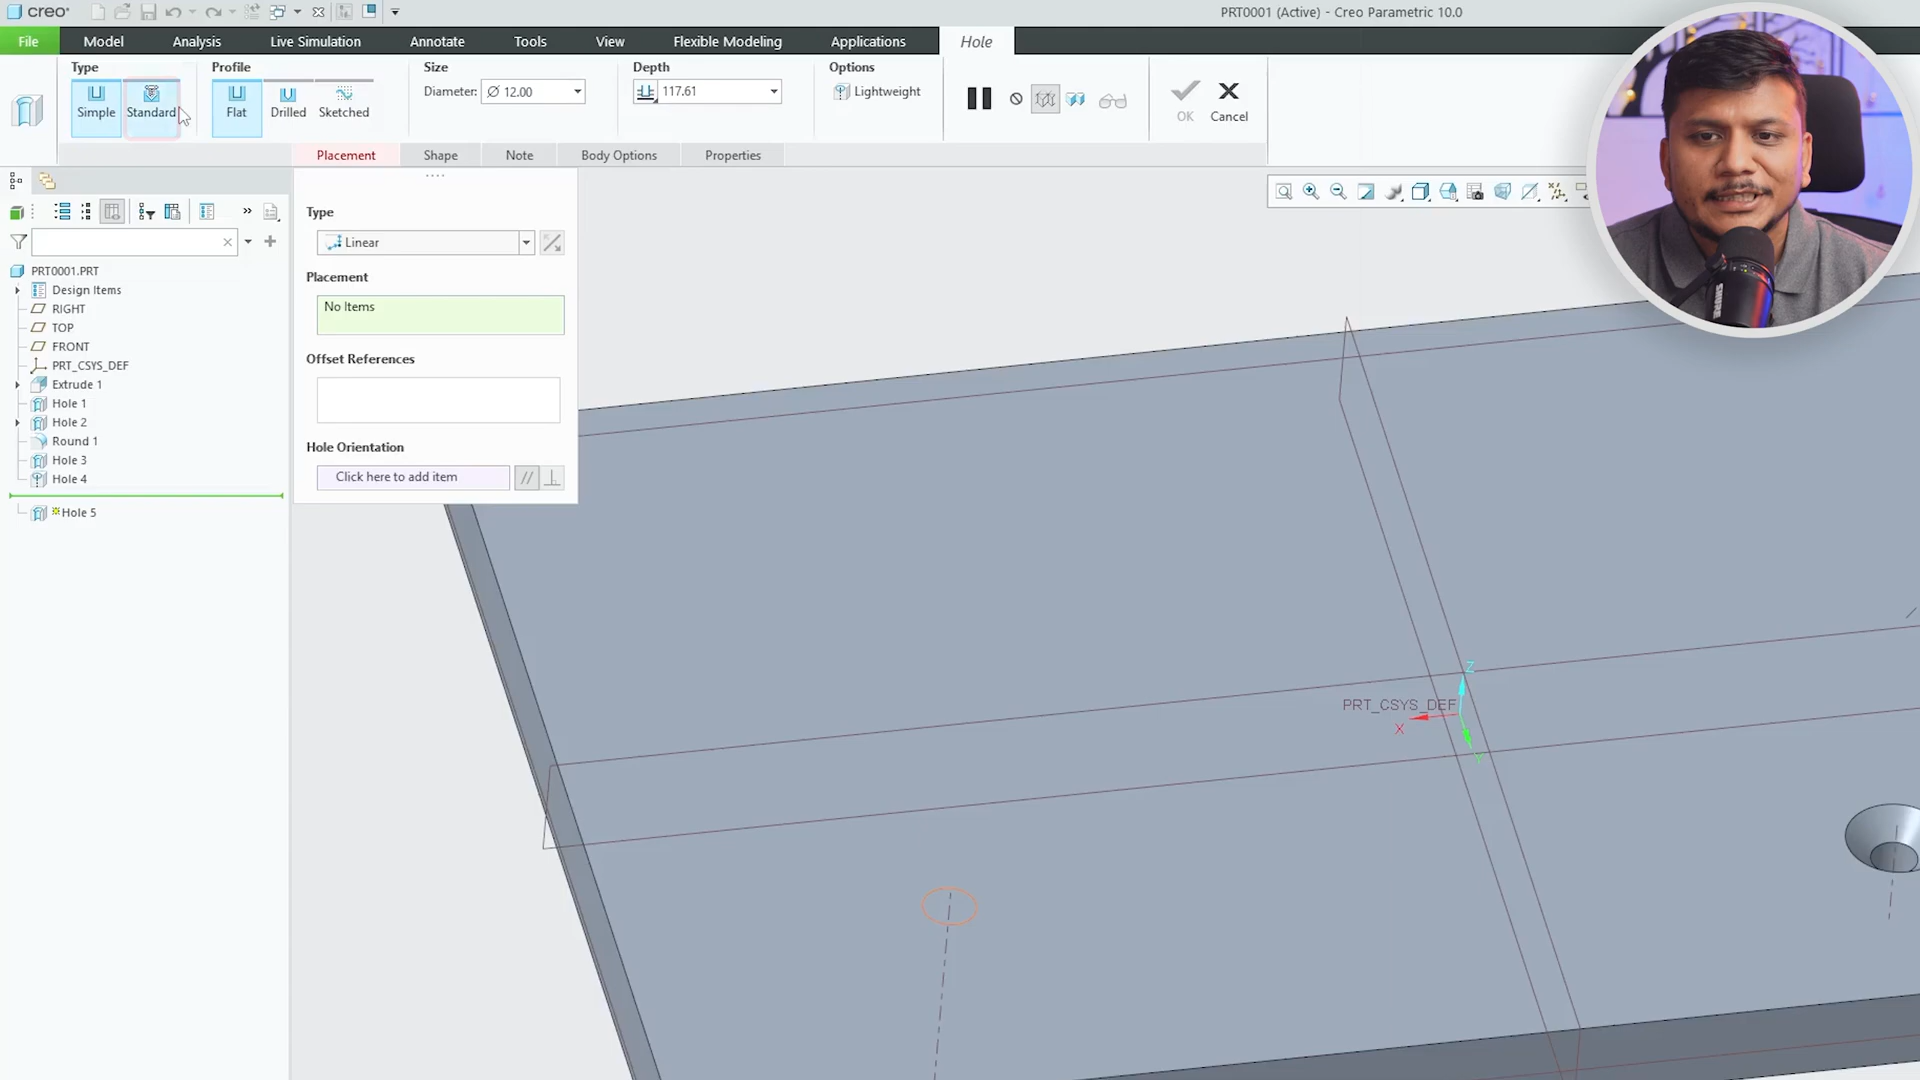 creo
PRT0001 (Active) - Creo Parametric 10.0
File Model Analysis Live Simulation Annotate Tools View Flexible Modeling Applications Hole
Type Profile Size Depth Options
Simple Standard Flat Drilled Sketched
Diameter: Ø 12.00
117.61
Lightweight
OK Cancel
Placement Shape Note Body Options Properties
Type
Linear
Placement
No Items
Offset References
Hole Orientation
Click here to add item
PRT0001.PRT
Design Items
RIGHT
TOP
FRONT
PRT_CSYS_DEF
Extrude 1
Hole 1
Hole 2
Round 1
Hole 3
Hole 4
Hole 5
Z
PRT_CSYS_DEF
X
Y
SHURE